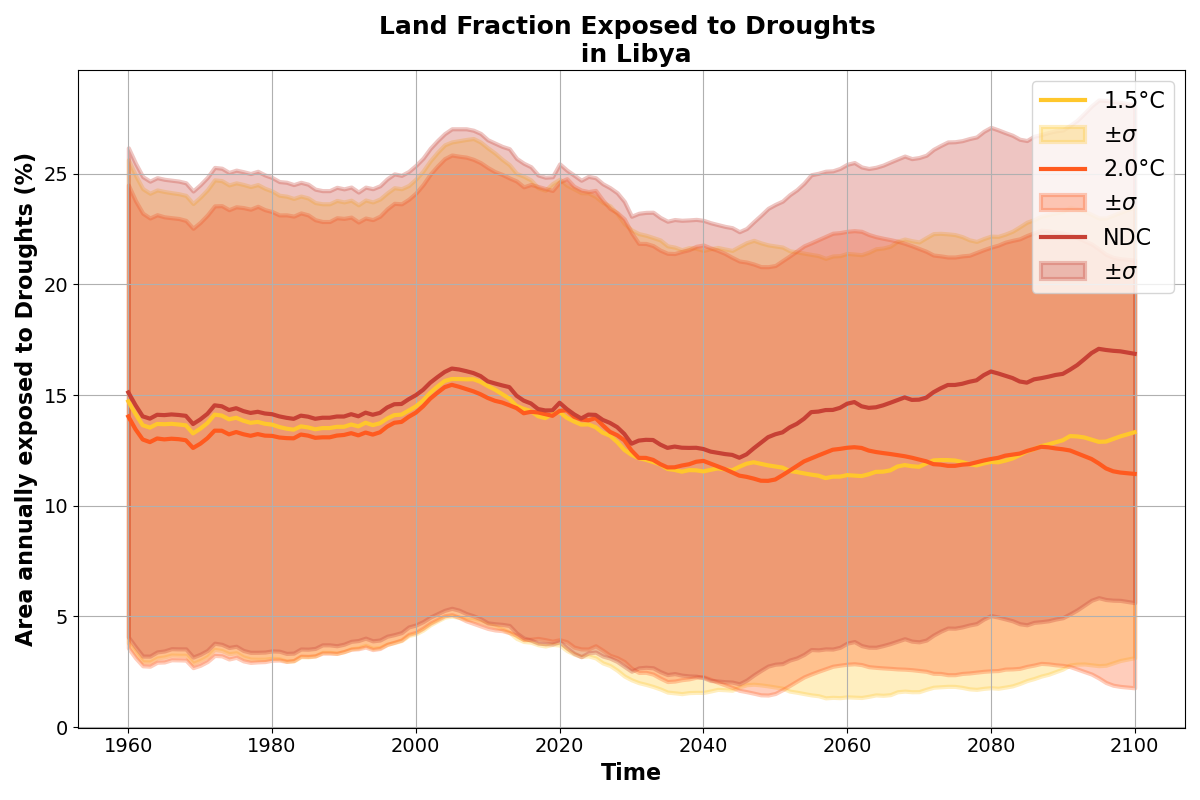 Land Fraction Exposed to Droughts
in Libya
Area annually exposed to Droughts (%)
25
20
15
10
5
0
1960 1980 2000 2020 2040 2060 2080 2100
Time
1.5°C
±σ
2.0°C
±σ
NDC
±σ